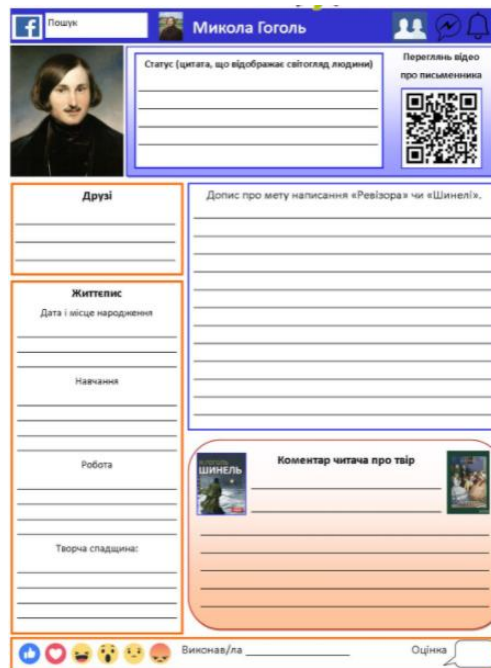 Пошук
Микола Гоголь
Статус (цитата, що відображає світогляд людини)
Переглянь відео
про письменника
Друзі
Допис про мету написання «Ревізора» чи «Шинелі».
Життєпис
Дата і місце народження
Навчання
Робота
Творча спадщина:
Коментар читача про твір
ШИНЕЛЬ
Виконав/ла
Оцінка